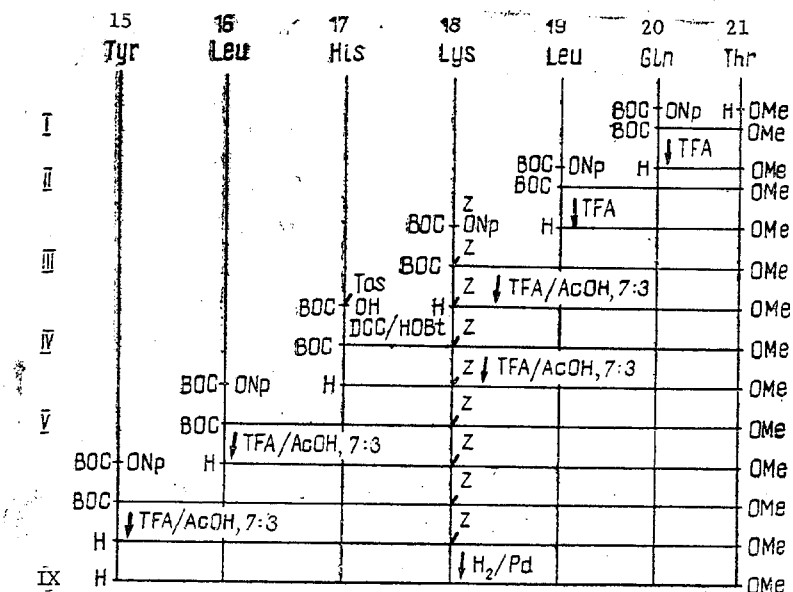 15 16 17 18 19 20 21
Tyr Leu His Lys Leu Gln Thr
I BOC ONp H OMe
BOC OMe
TFA
II BOC ONp H OMe
BOC OMe
Z TFA
BOC ONp H OMe
III Z
BOC OMe
Tos Z TFA/AcOH, 7:3
BOC OH H OMe
DCC/HOBt Z
IV BOC OMe
Z TFA/AcOH, 7:3
BOC ONp H OMe
V Z
BOC OMe
TFA/AcOH, 7:3 Z
BOC ONp H OMe
Z
BOC OMe
TFA/AcOH, 7:3 Z
H OMe
H2/Pd
IX H OMe